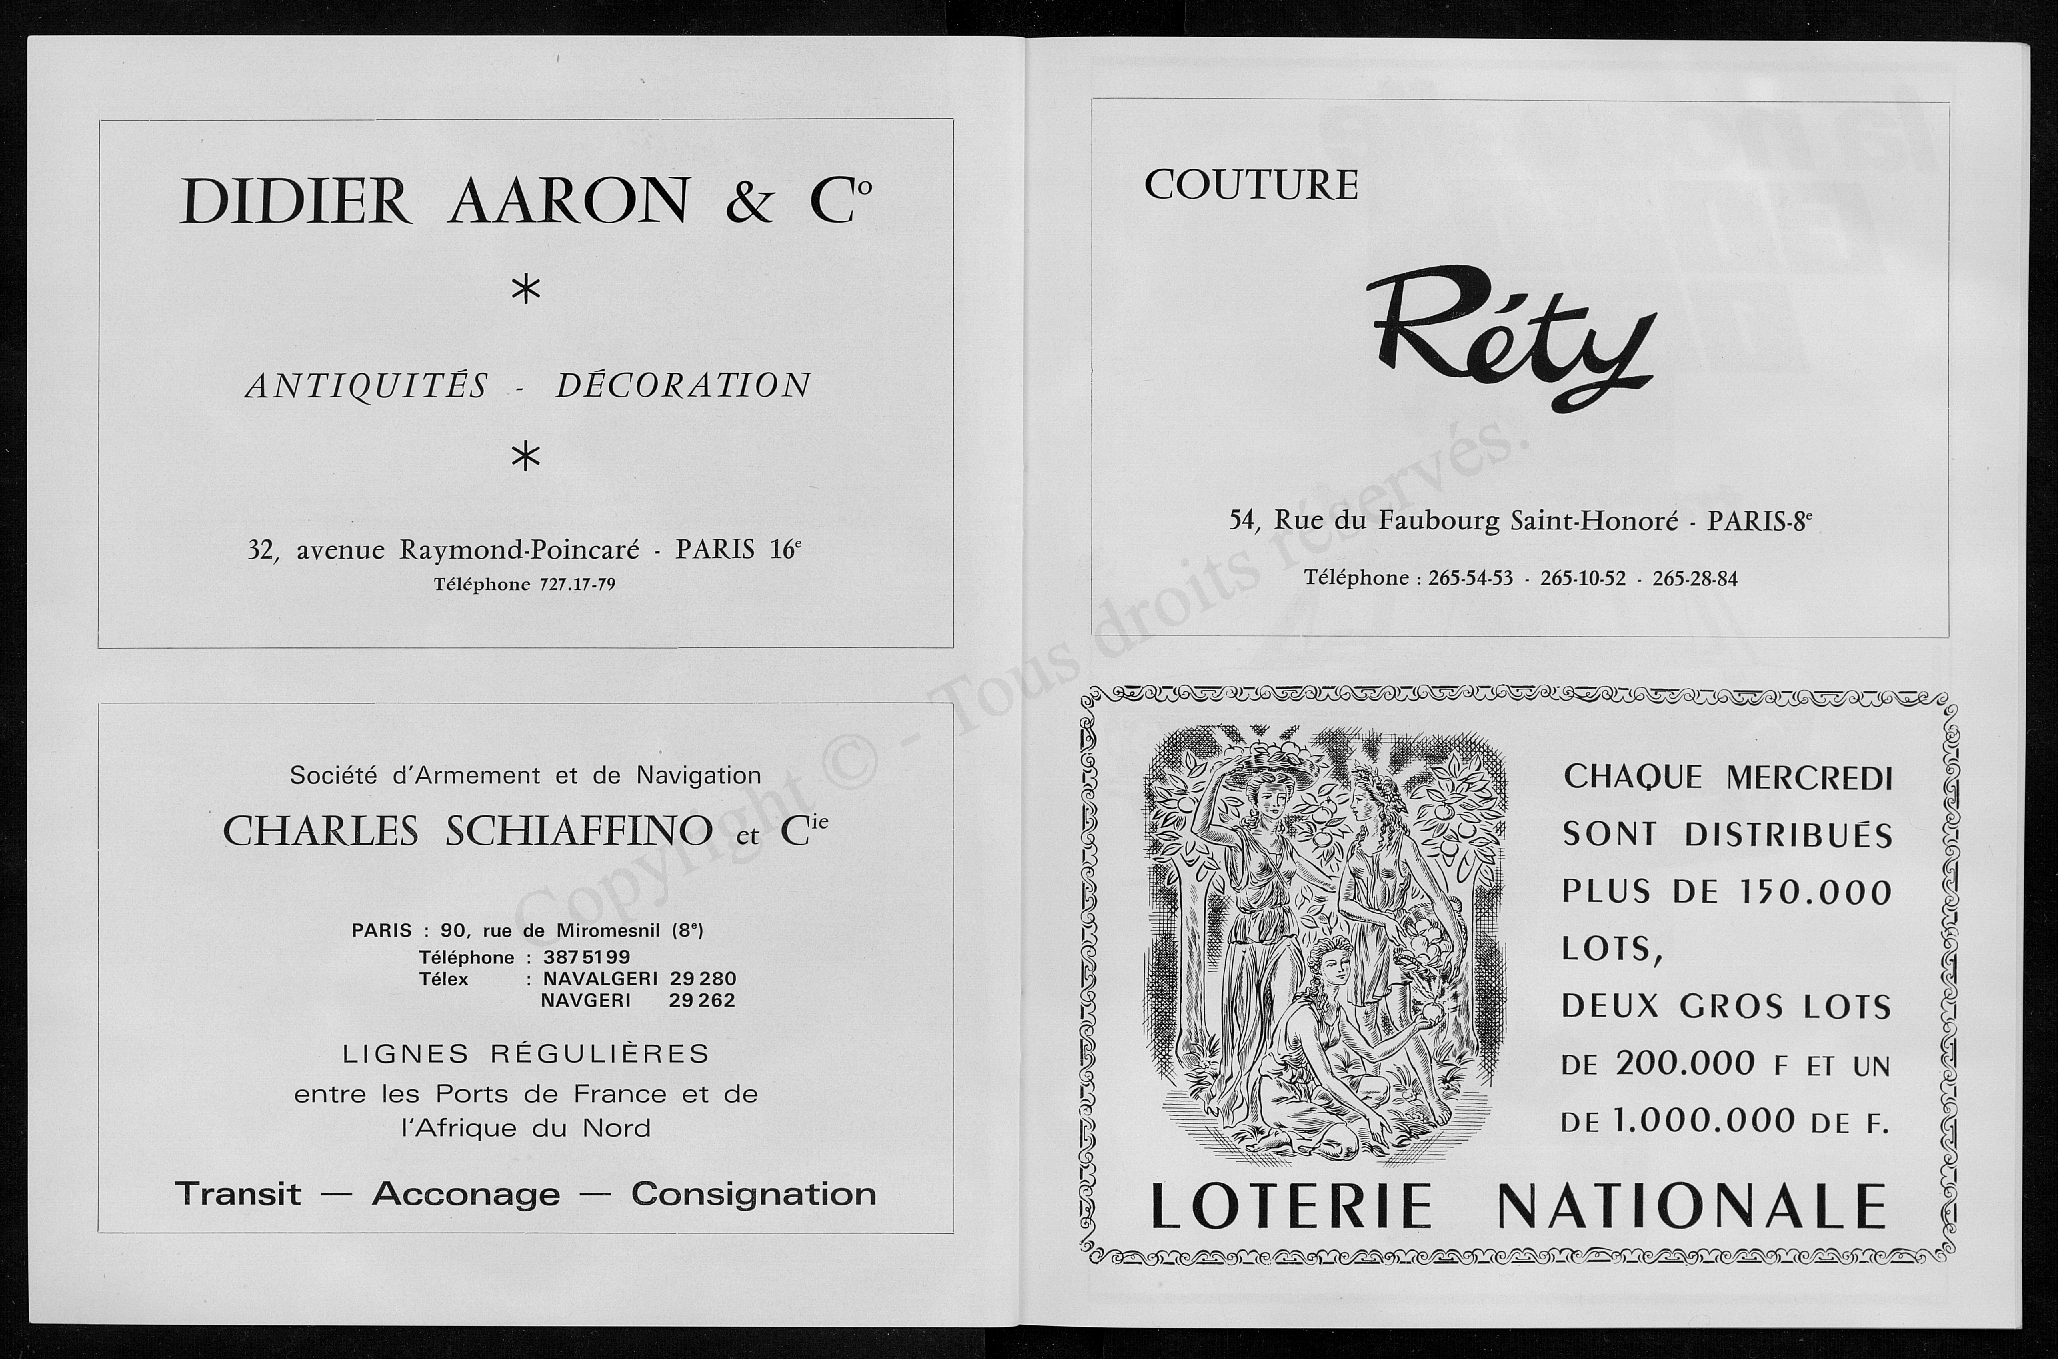 DIDIER AARON & Cº
*
ANTIQUITÉS - DÉCORATION
*
32, avenue Raymond-Poincaré - PARIS 16e
Téléphone 727.17-79
Société d'Armement et de Navigation
CHARLES SCHIAFFINO et Cie
PARIS : 90, rue de Miromesnil (8e)
Téléphone : 387 51 99
Télex : NAVALGERI 29 280
NAVGERI 29 262
LIGNES RÉGULIÈRES
entre les Ports de France et de
l'Afrique du Nord
Transit — Acconage — Consignation
COUTURE
Réty
54, Rue du Faubourg Saint-Honoré - PARIS-8e
Téléphone : 265-54-53 - 265-10-52 - 265-28-84
CHAQUE MERCREDI
SONT DISTRIBUÉS
PLUS DE 150.000
LOTS,
DEUX GROS LOTS
DE 200.000 F ET UN
DE 1.000.000 DE F.
LOTERIE NATIONALE
Copyright © - Tous droits réservés.